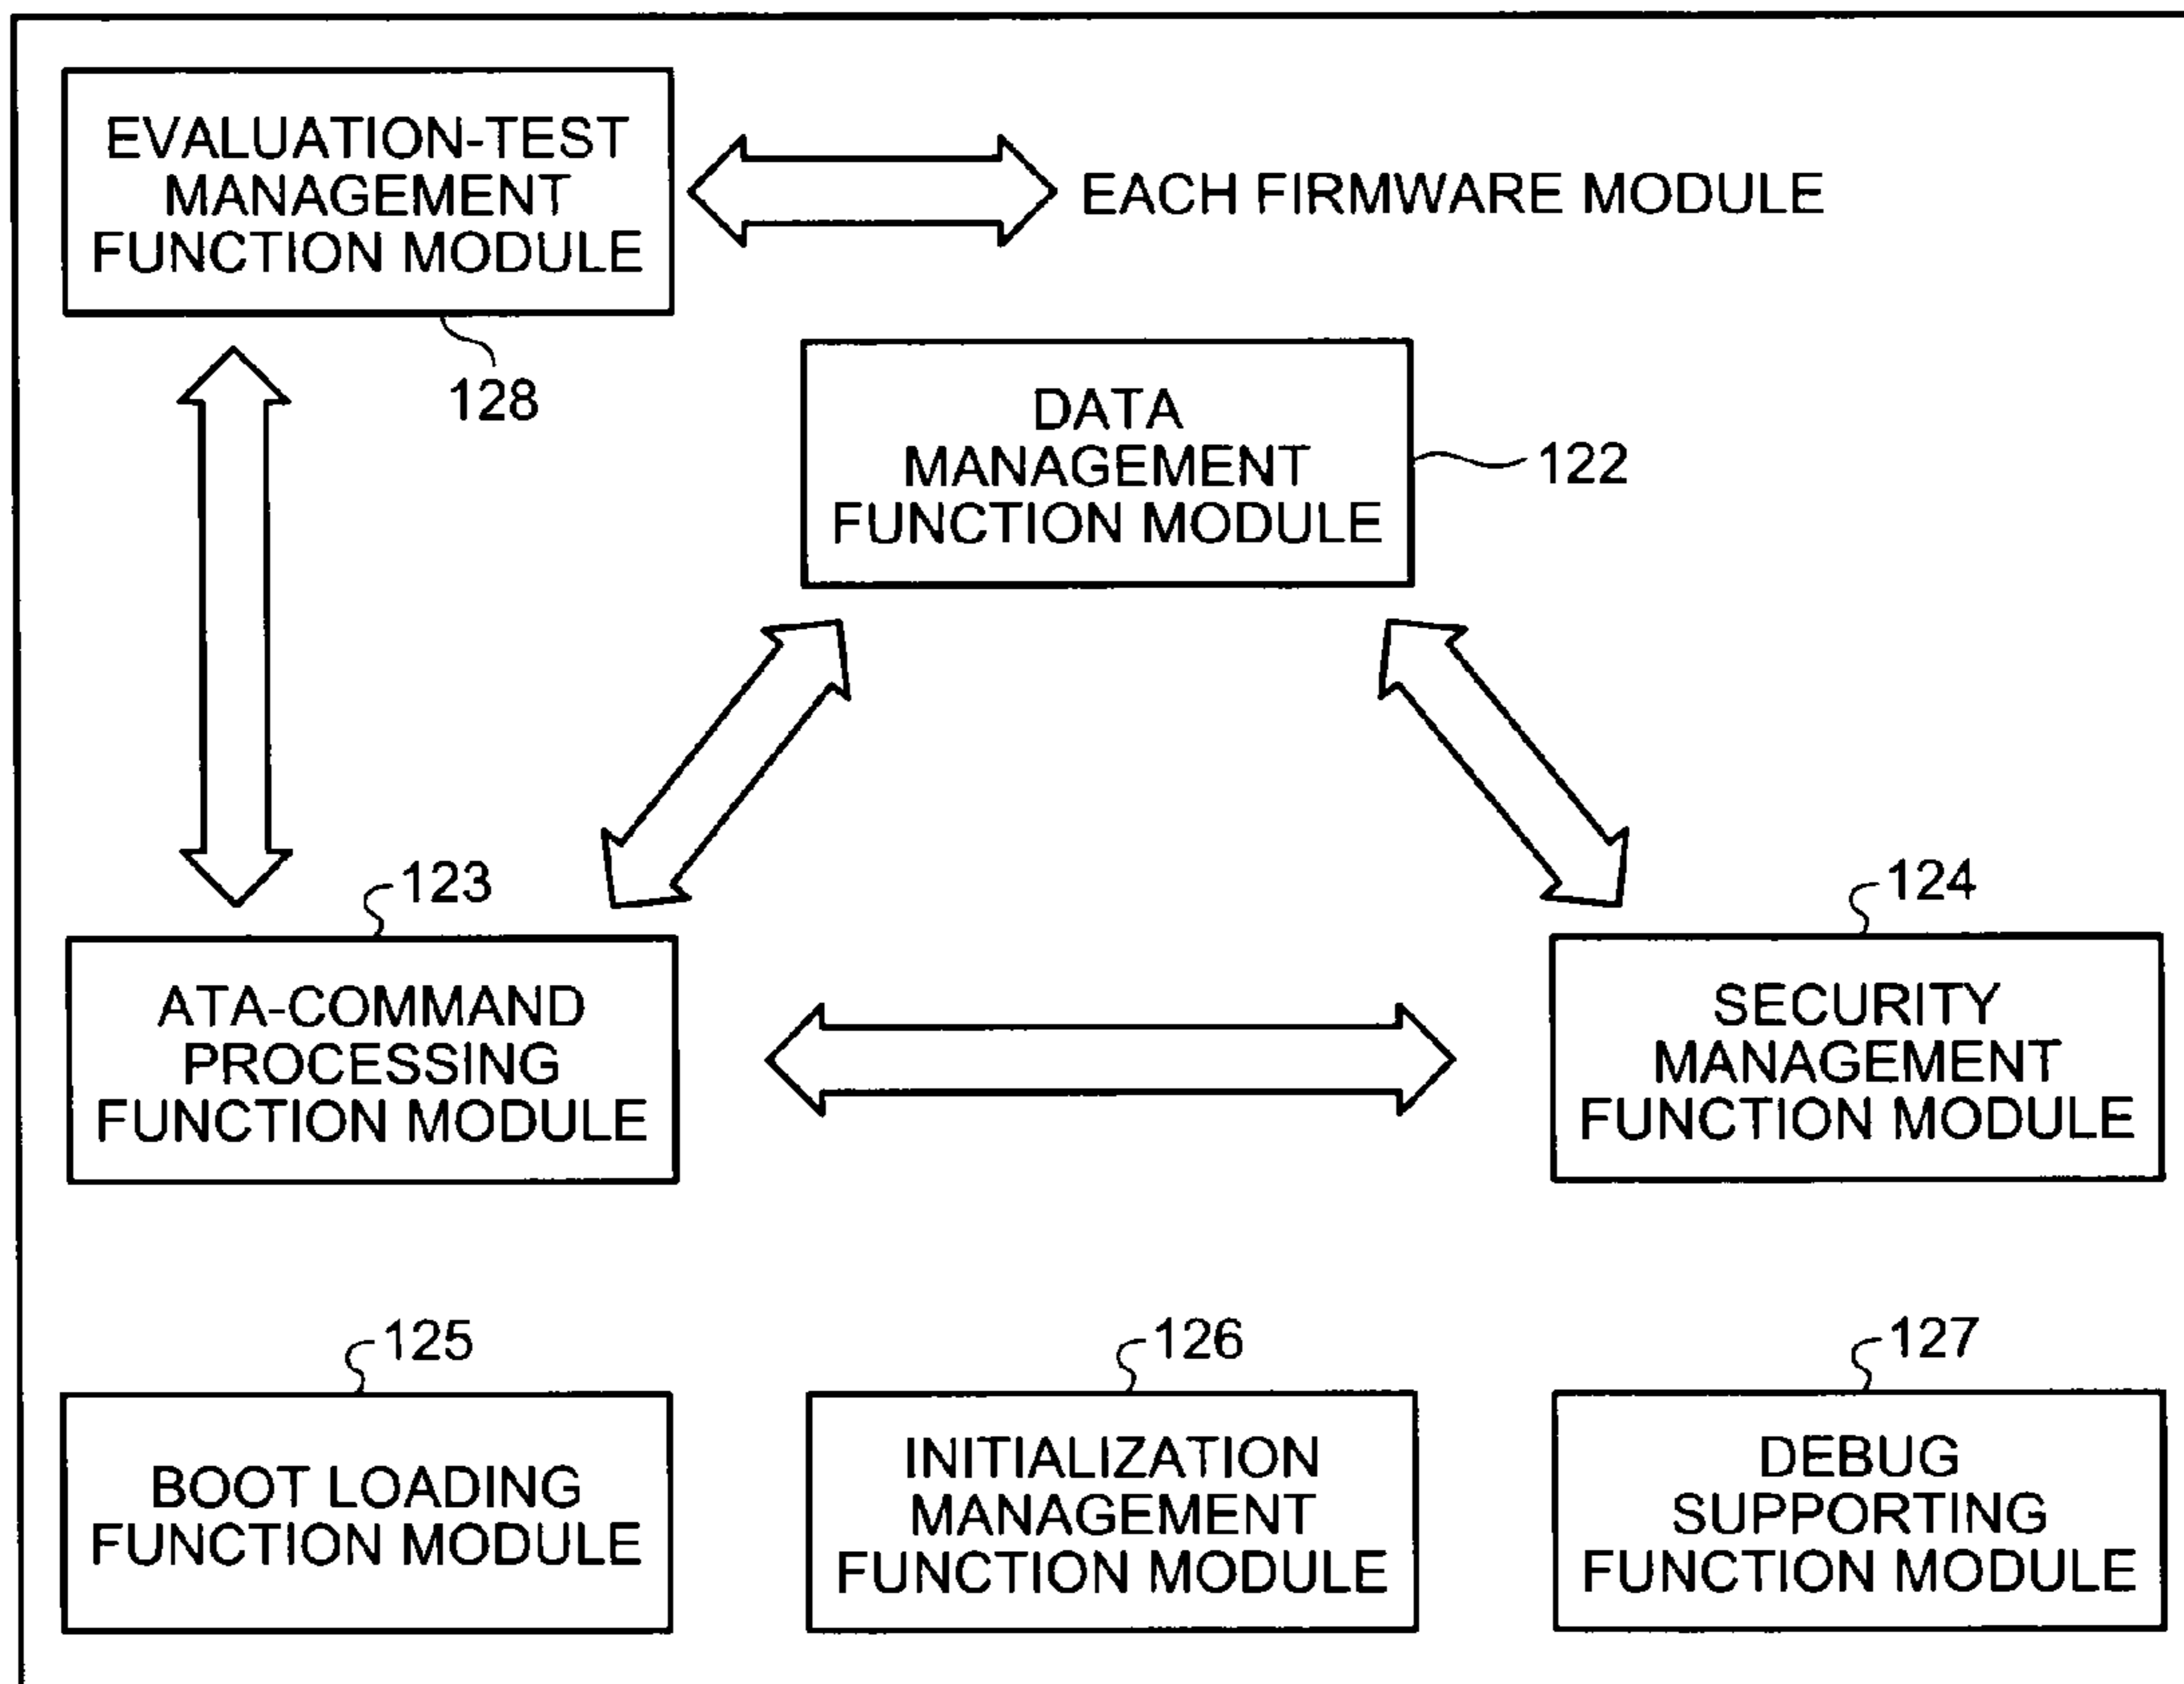 EVALUATION-TEST
MANAGEMENT
FUNCTION MODULE
EACH FIRMWARE MODULE
128
DATA
MANAGEMENT
FUNCTION MODULE
122
123
124
ATA-COMMAND
PROCESSING
FUNCTION MODULE
SECURITY
MANAGEMENT
FUNCTION MODULE
125
126
127
BOOT LOADING
FUNCTION MODULE
INITIALIZATION
MANAGEMENT
FUNCTION MODULE
DEBUG
SUPPORTING
FUNCTION MODULE